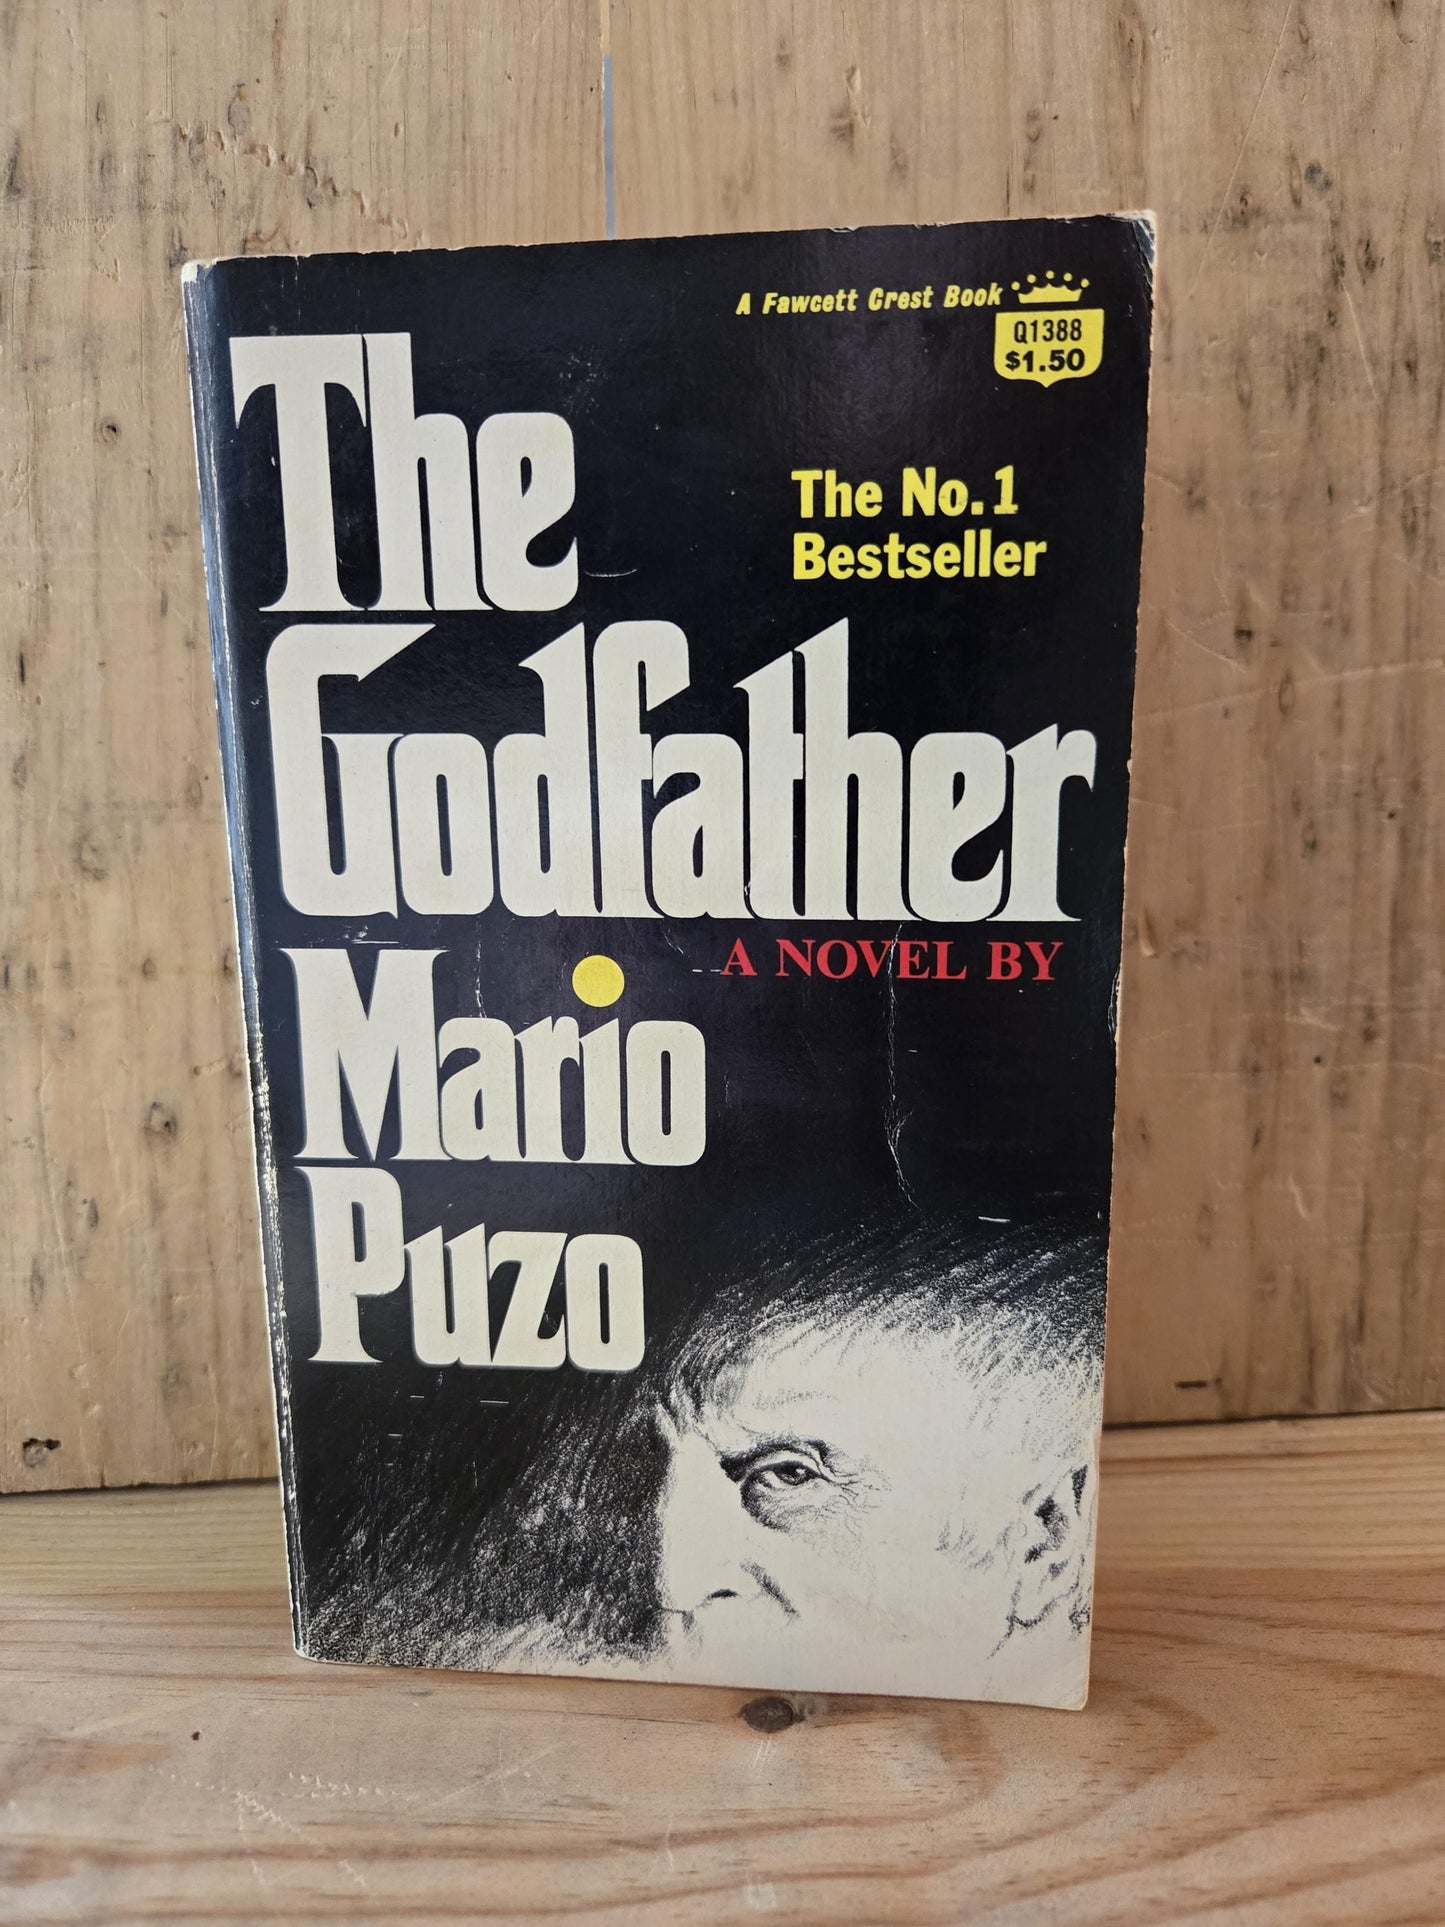 A Fawcett Crest Book
Q1388
$1.50
The No. 1
Bestseller
The
Godfather
A NOVEL BY
Mario
Puzo